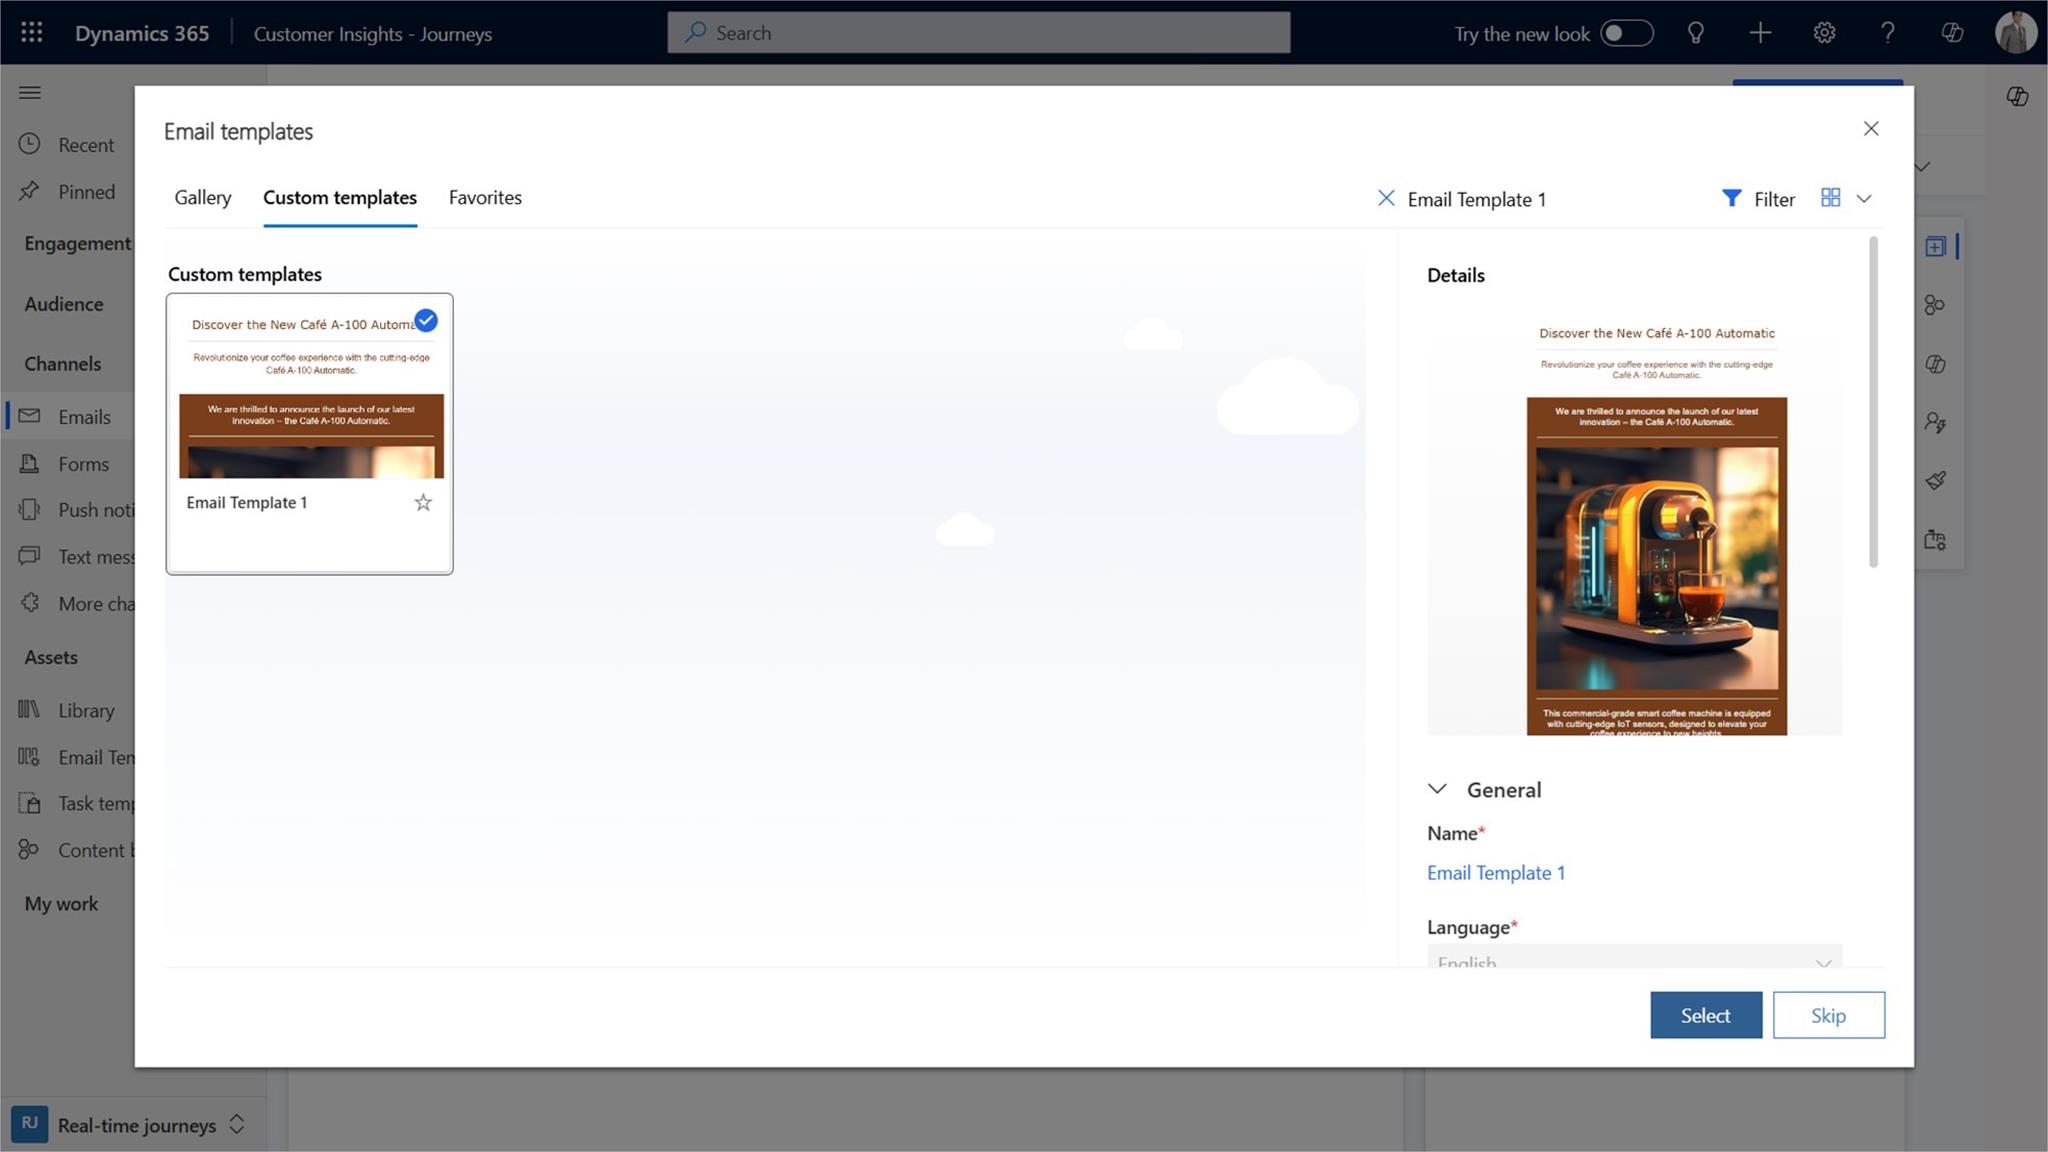 Dynamics 365
Customer Insights - Journeys
Search
Try the new look
Recent
Pinned
Engagement
Audience
Channels
Emails
Forms
Push noti
Text mess
More cha
Assets
Library
Email Tem
Task temp
Content b
My work
RJ
Real-time journeys
Email templates
Gallery
Custom templates
Favorites
Email Template 1
Filter
Custom templates
Discover the New Café A-100 Automa
Revolutionize your coffee experience with the cutting-edge
Café A-100 Automatic.
We are thrilled to announce the launch of our latest
innovation – the Café A-100 Automatic.
Email Template 1
Details
Discover the New Café A-100 Automatic
Revolutionize your coffee experience with the cutting-edge
Café A-100 Automatic.
We are thrilled to announce the launch of our latest
innovation – the Café A-100 Automatic.
This commercial-grade smart coffee machine is equipped
with cutting-edge IoT sensors, designed to elevate your
coffee experience to new heights
General
Name*
Email Template 1
Language*
English
Select
Skip